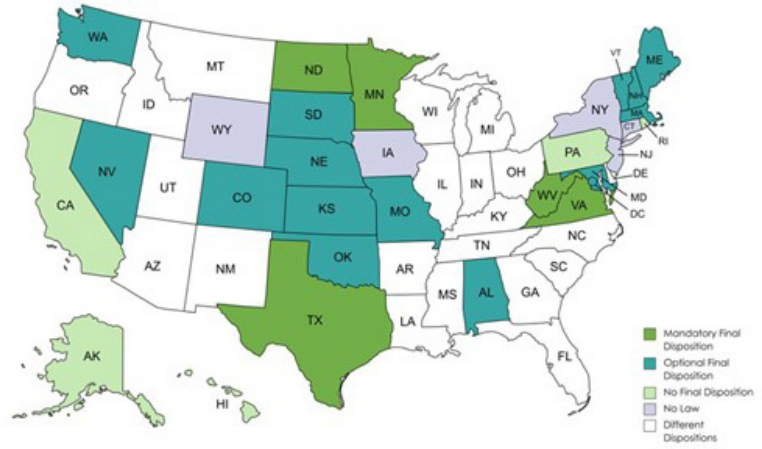 WA
MT
ND
MN
OR
ID
WY
SD
WI
MI
VT
ME
NH
MA
NY
CT
RI
NV
UT
CO
NE
IA
IL
IN
OH
PA
NJ
DE
MD
DC
CA
KS
MO
KY
WV
VA
AZ
NM
OK
AR
TN
NC
SC
TX
LA
MS
AL
GA
FL
AK
HI
Mandatory Final
Disposition
Optional Final
Disposition
No Final Disposition
No Law
Different
Dispositions